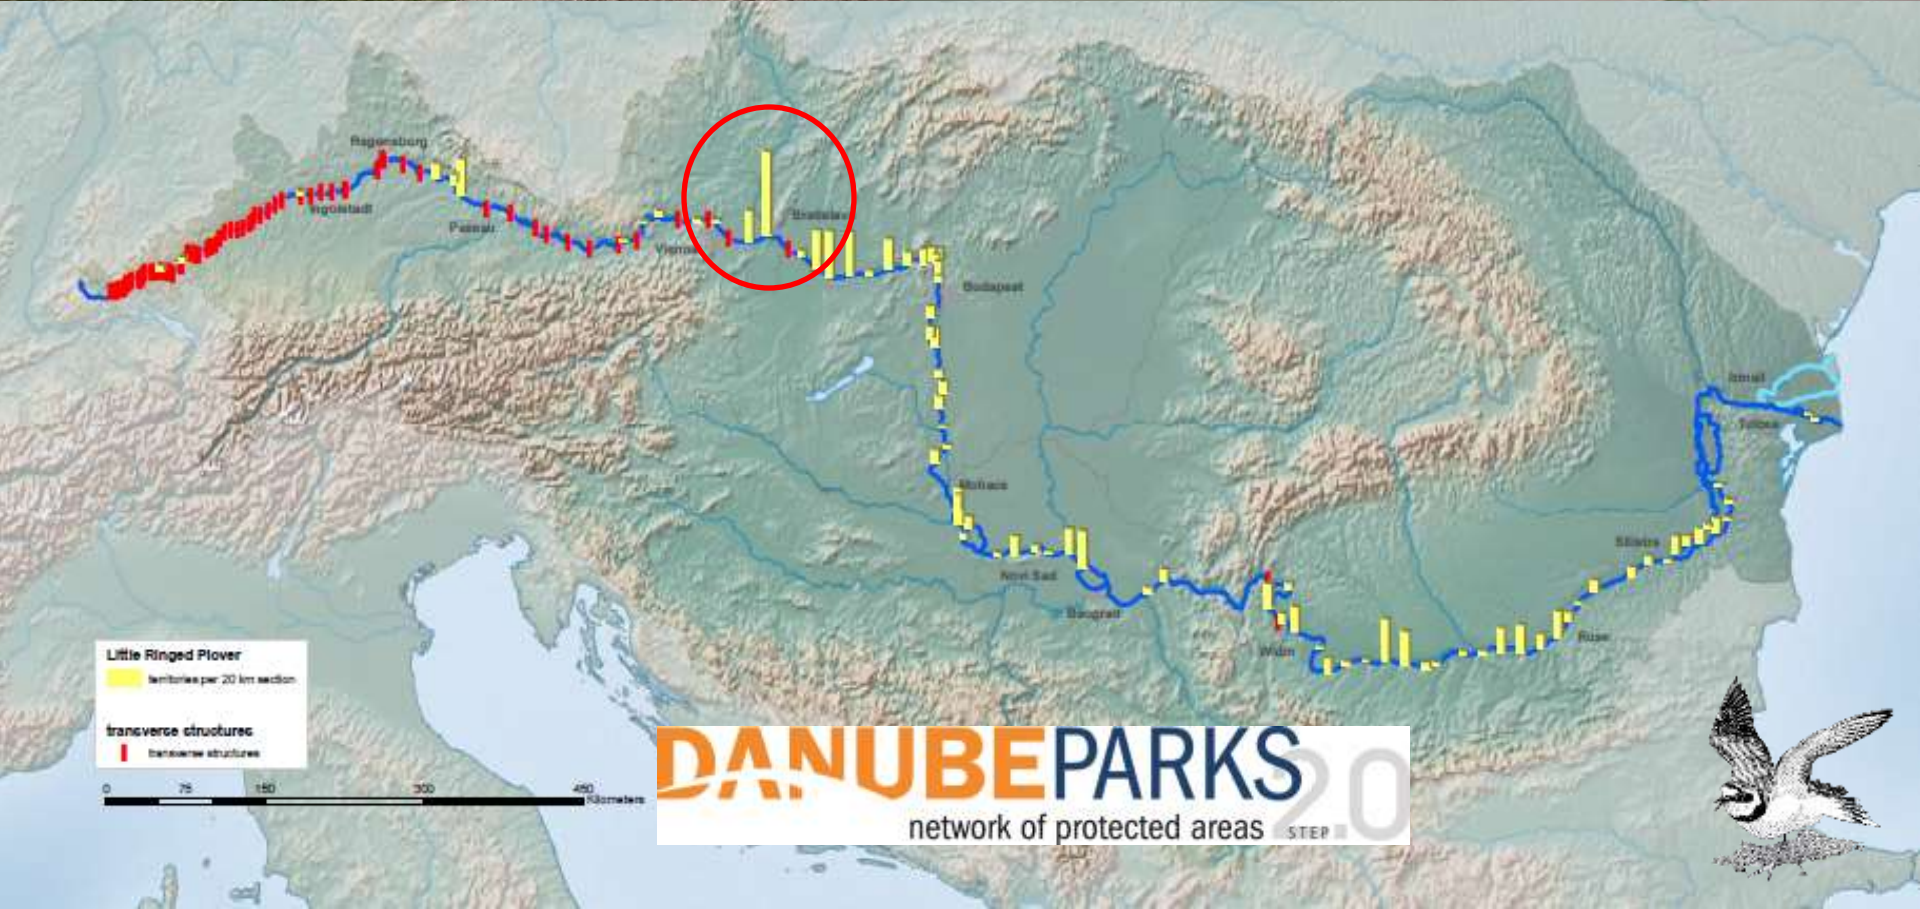 Regensburg
Ingolstadt
Passau
Vienna
Bratislava
Budapest
Mohacs
Novi Sad
Beograd
Widin
Ruse
Silistra
Ismail
Tulcea
Little Ringed Plover
territories per 20 km section
transverse structures
transverse structures
0 75 150 300 450
Kilometers
DANUBEPARKS
network of protected areas STEP 2.0